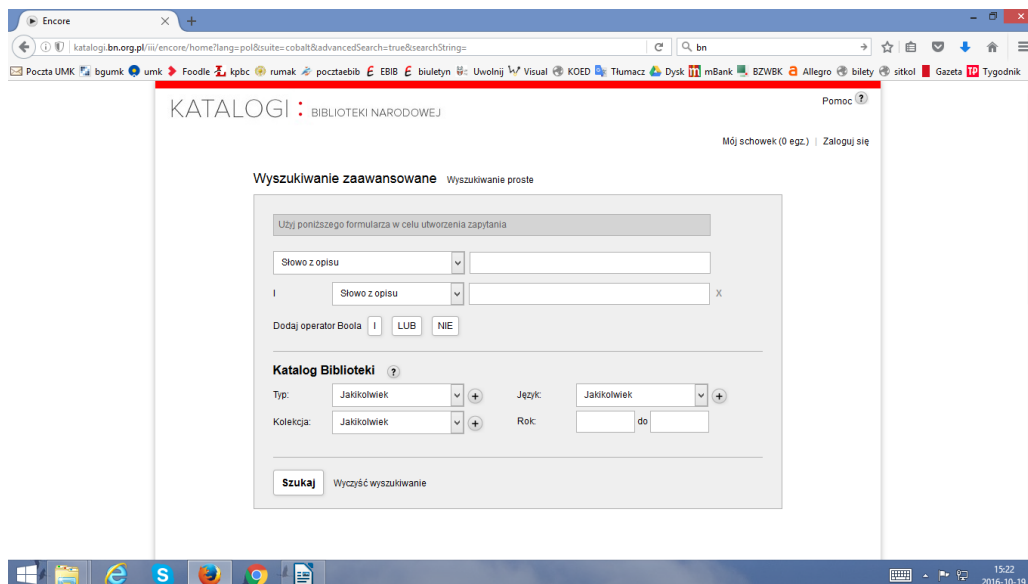 Encore
katalogi.bn.org.pl/iii/encore/home?lang=pol&suite=cobalt&advancedSearch=true&searchString=
bn
Poczta UMK bgumk umk Foodle kpbc rumak pocztaebib EBIB biuletyn Uwolnij Visual KOED Tłumacz Dysk mBank BZWBK Allegro bilety sitkol Gazeta TP Tygodnik
KATALOGI : BIBLIOTEKI NARODOWEJ
Pomoc ?
Mój schowek (0 egz.) | Zaloguj się
Wyszukiwanie zaawansowane Wyszukiwanie proste
Użyj poniższego formularza w celu utworzenia zapytania
Słowo z opisu
I Słowo z opisu X
Dodaj operator Boola I LUB NIE
Katalog Biblioteki ?
Typ: Jakikolwiek + Język: Jakikolwiek +
Kolekcja: Jakikolwiek + Rok: do
Szukaj Wyczyść wyszukiwanie
15:22
2016-10-19